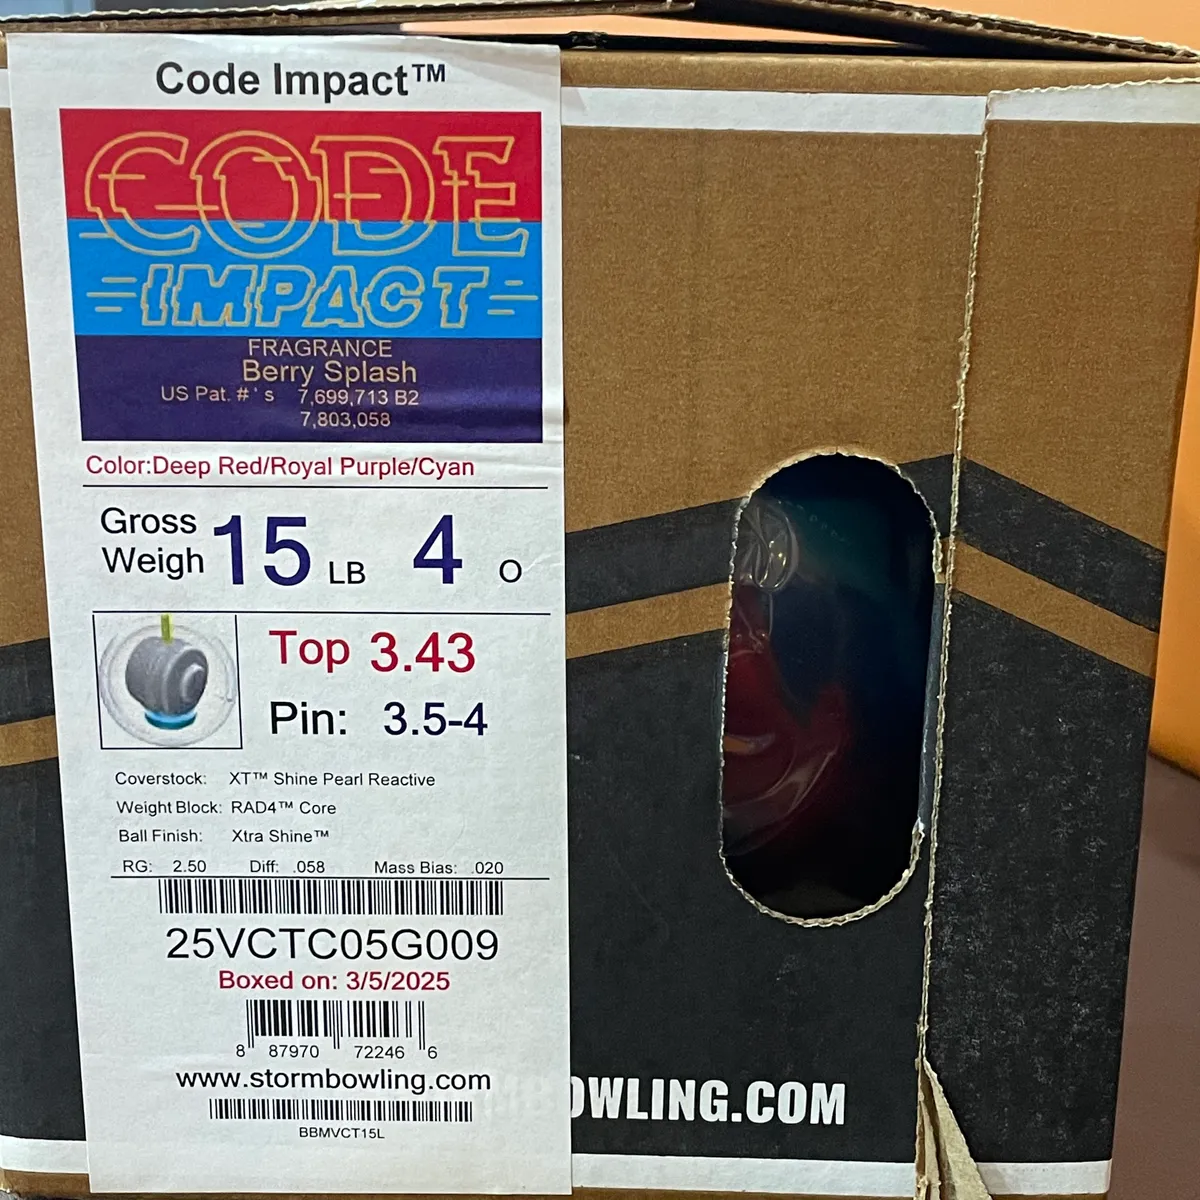 Code Impact™
CODE
IMPACT
FRAGRANCE
Berry Splash
US Pat. #'s 7,699,713 B2
7,803,058
Color:Deep Red/Royal Purple/Cyan
Gross
Weigh 15 LB 4 O
Top 3.43
Pin: 3.5-4
Coverstock: XT™ Shine Pearl Reactive
Weight Block: RAD4™ Core
Ball Finish: Xtra Shine™
RG: 2.50 Diff: .058 Mass Bias: .020
25VCTC05G009
Boxed on: 3/5/2025
8 87970 72246 6
www.stormbowling.com
BBMVCT15L
MBOWLING.COM